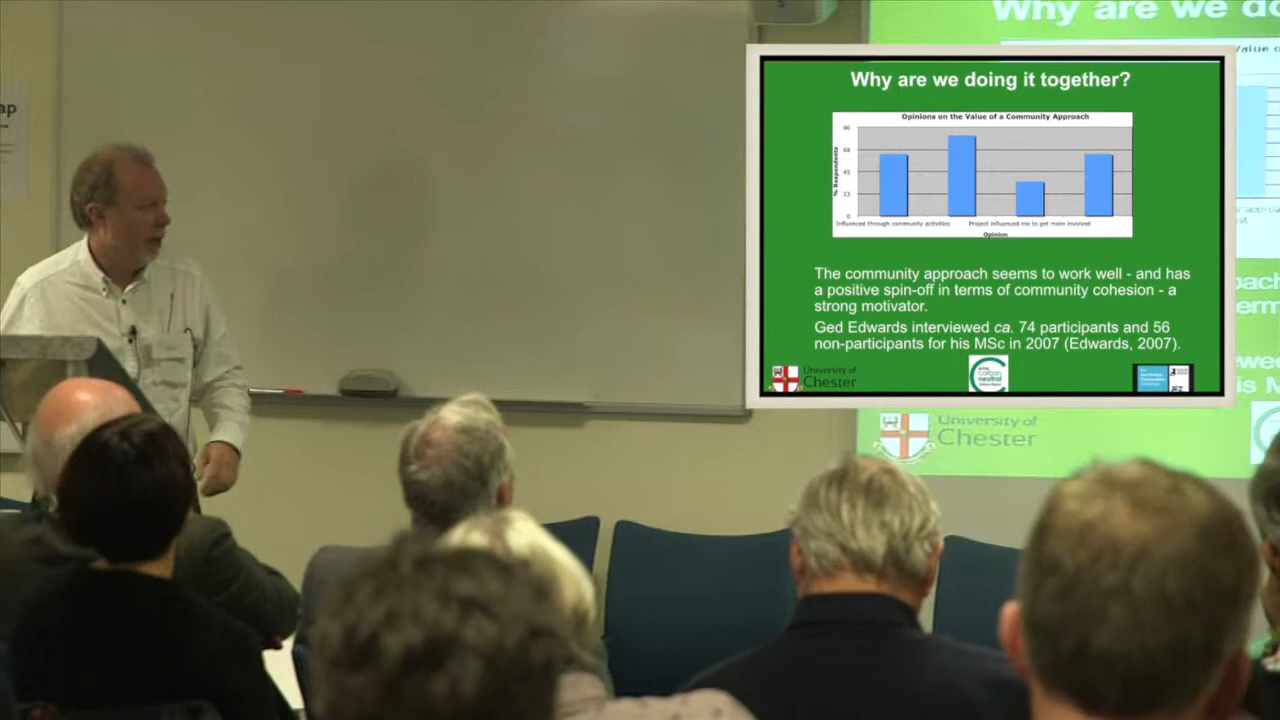 Why are we do
Value o
ap
Why are we doing it together?
Opinions on the Value of a Community Approach
% Respondents
90
68
45
23
0
Influenced through community activities
Project influenced me to get more involved
Opinion
The community approach seems to work well - and has
a positive spin-off in terms of community cohesion - a
strong motivator.
Ged Edwards interviewed ca. 74 participants and 56
non-participants for his MSc in 2007 (Edwards, 2007).
University of
Chester
carbon
neutral
University of
Chester